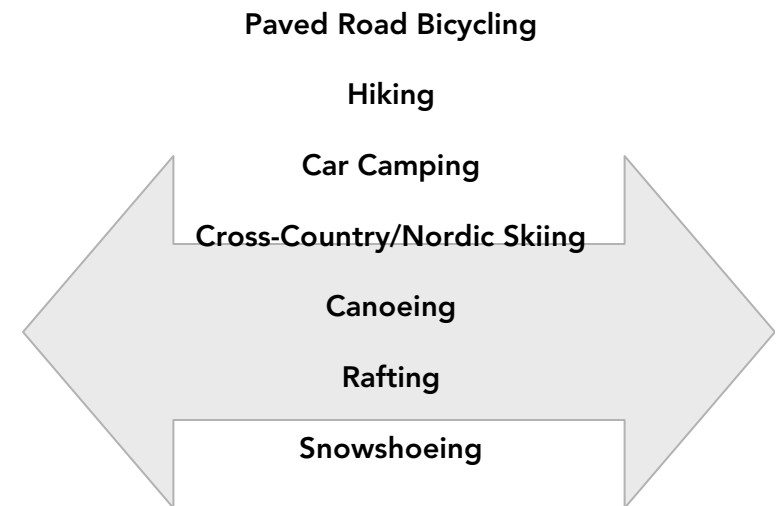 Paved Road Bicycling
Hiking
Car Camping
Cross-Country/Nordic Skiing
Canoeing
Rafting
Snowshoeing